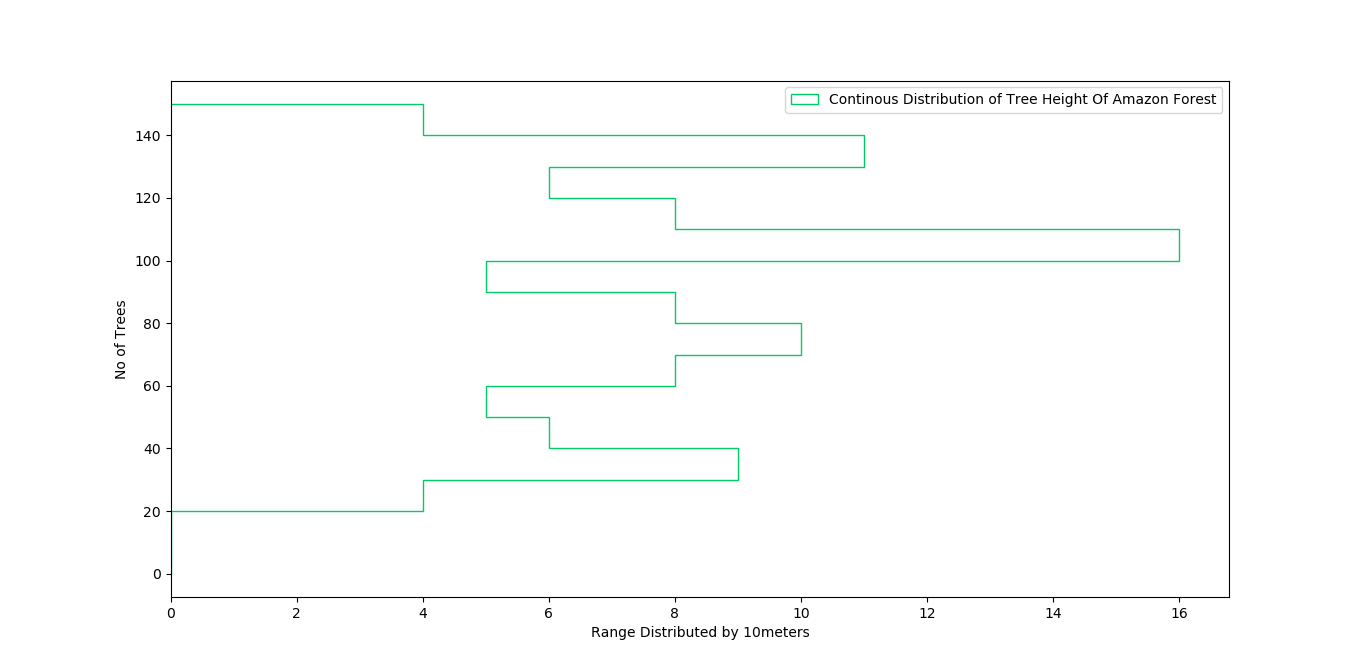 Continous Distribution of Tree Height Of Amazon Forest
140
120
100
80
60
40
20
0
No of Trees
0 2 4 6 8 10 12 14 16
Range Distributed by 10meters